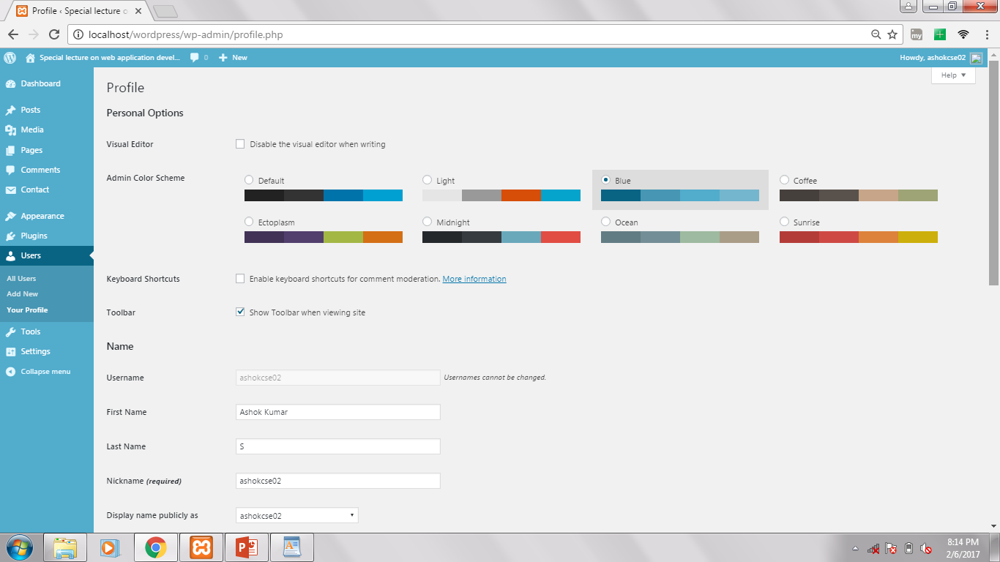 Profile ‹ Special lecture o
localhost/wordpress/wp-admin/profile.php
my
Special lecture on web application devel... 0 New
Howdy, ashokcse02
Help
Dashboard
Posts
Media
Pages
Comments
Contact
Appearance
Plugins
Users
All Users
Add New
Your Profile
Tools
Settings
Collapse menu
Profile
Personal Options
Visual Editor Disable the visual editor when writing
Admin Color Scheme
Default Light Blue Coffee
Ectoplasm Midnight Ocean Sunrise
Keyboard Shortcuts Enable keyboard shortcuts for comment moderation. More information
Toolbar Show Toolbar when viewing site
Name
Username ashokcse02 Usernames cannot be changed.
First Name Ashok Kumar
Last Name S
Nickname (required) ashokcse02
Display name publicly as ashokcse02
8:14 PM
2/6/2017